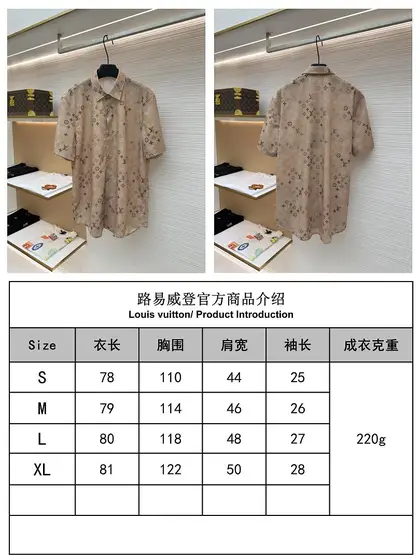 路易威登官方商品介绍
Louis vuitton/ Product Introduction
Size 衣长 胸围 肩宽 袖长 成衣克重
S 78 110 44 25
M 79 114 46 26
L 80 118 48 27
XL 81 122 50 28
220g